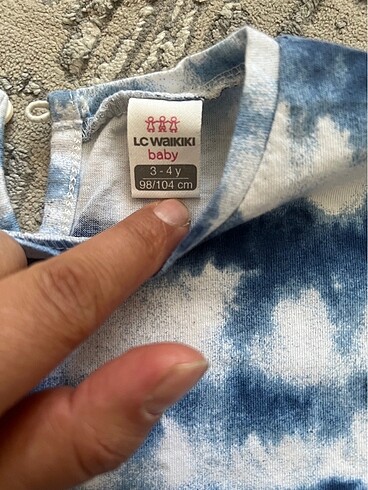 LC WAIKIKI
baby
3 - 4 y
98/104 cm